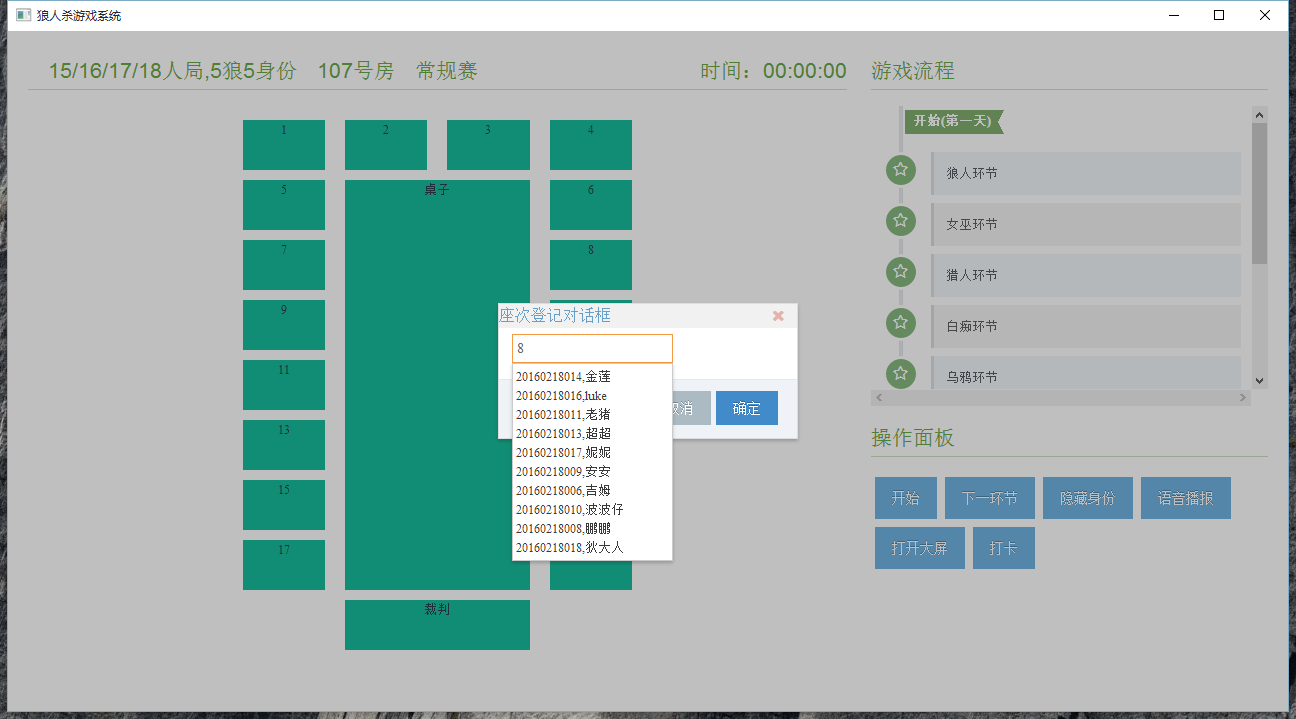 狼人杀游戏系统
15/16/17/18人局,5狼5身份 107号房 常规赛 时间：00:00:00
1 2 3 4
5 桌子 6
7 8
9
11
13
15
17
裁判
座次登记对话框
8
20160218014,金莲
20160218016,luke
20160218011,老猪
20160218013,超超
20160218017,妮妮
20160218009,安安
20160218006,吉姆
20160218010,波波仔
20160218008,鹏鹏
20160218018,狄大人
取消 确定
游戏流程
开始(第一天)
狼人环节
女巫环节
猎人环节
白痴环节
乌鸦环节
操作面板
开始 下一环节 隐藏身份 语音播报
打开大屏 打卡